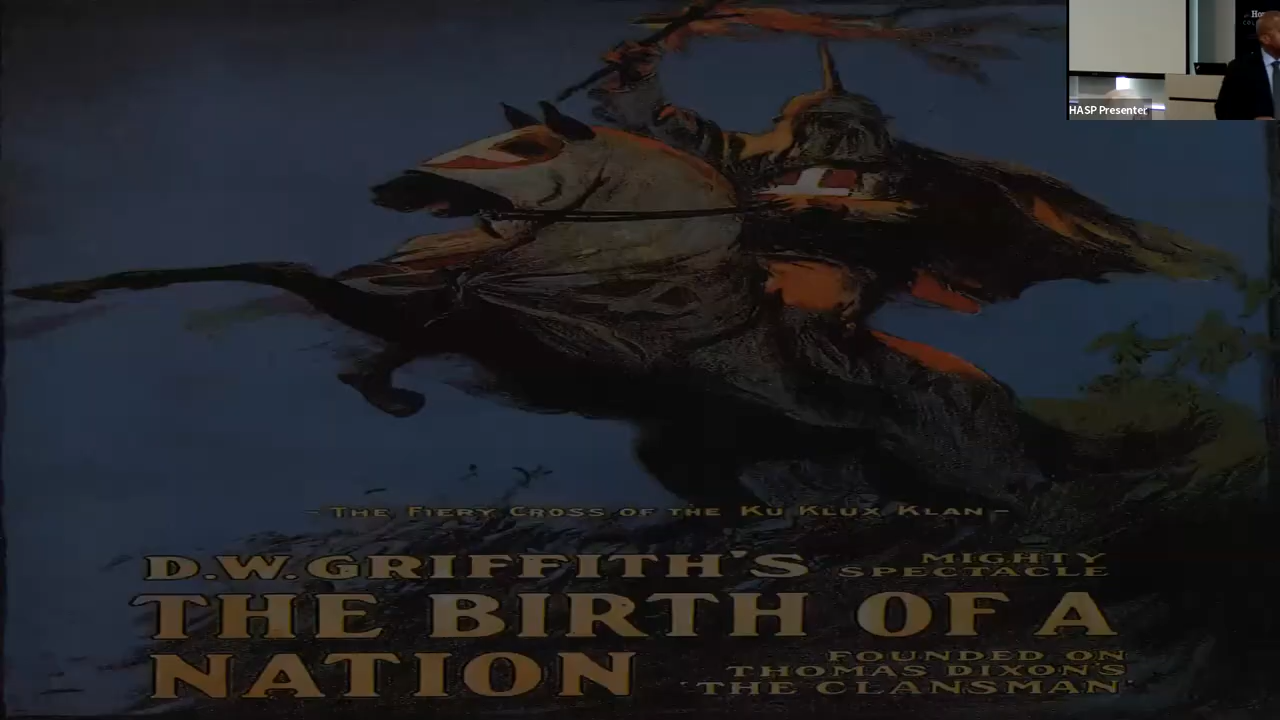 HASP Presenter
- THE FIERY CROSS OF THE KU KLUX KLAN -
D.W. GRIFFITH'S
MIGHTY
SPECTACLE
THE BIRTH OF A
NATION
FOUNDED ON
THOMAS DIXON'S
"THE CLANSMAN"